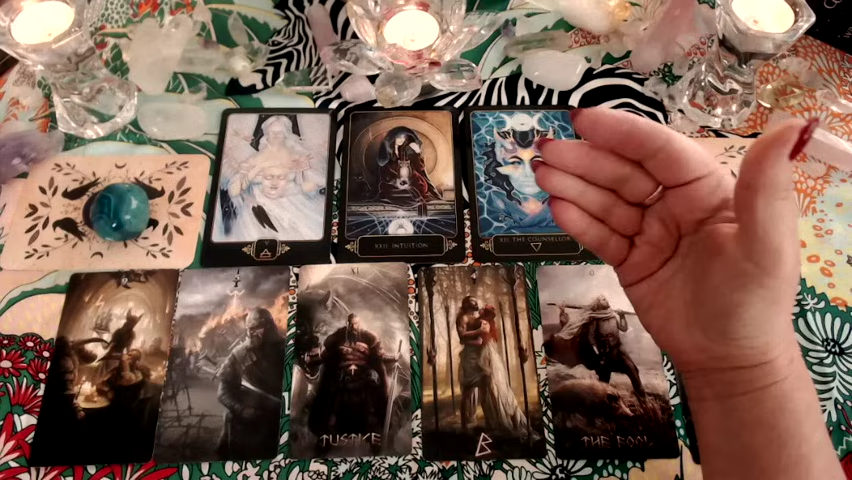 XXII INTUITION
XII THE COUNSELLOR
JUSTICE
THE FOOL